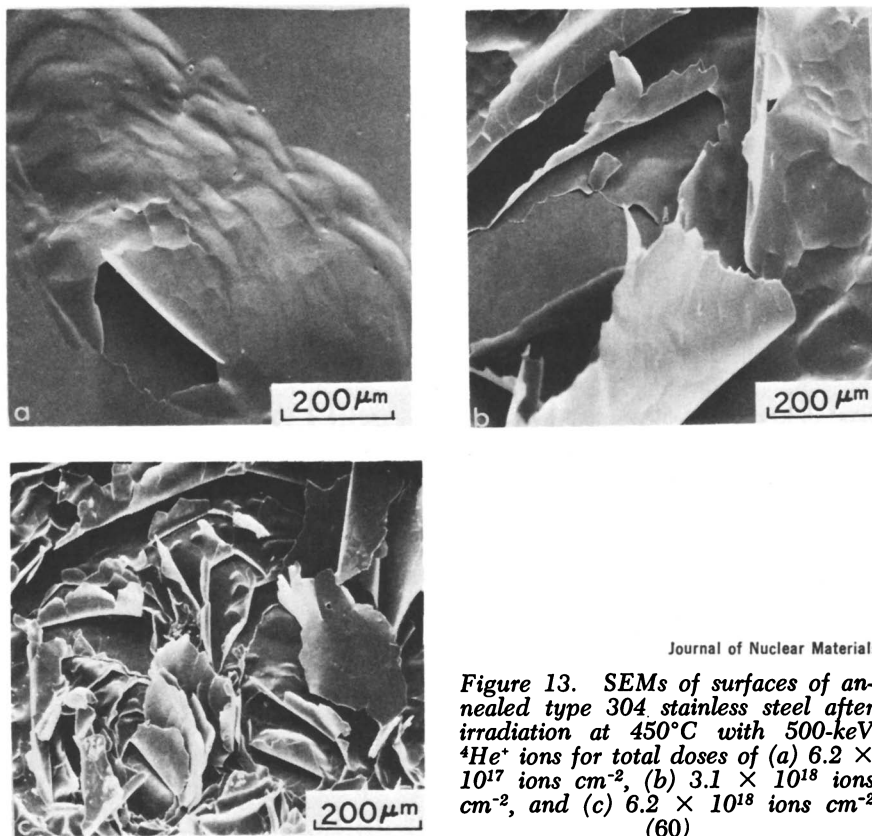 a
200 μm
b
200 μm
c
200 μm
Journal of Nuclear Material
Figure 13. SEMs of surfaces of an-
nealed type 304 stainless steel after
irradiation at 450°C with 500-keV
⁴He⁺ ions for total doses of (a) 6.2 ×
10¹⁷ ions cm⁻², (b) 3.1 × 10¹⁸ ions
cm⁻², and (c) 6.2 × 10¹⁸ ions cm⁻²
(60)